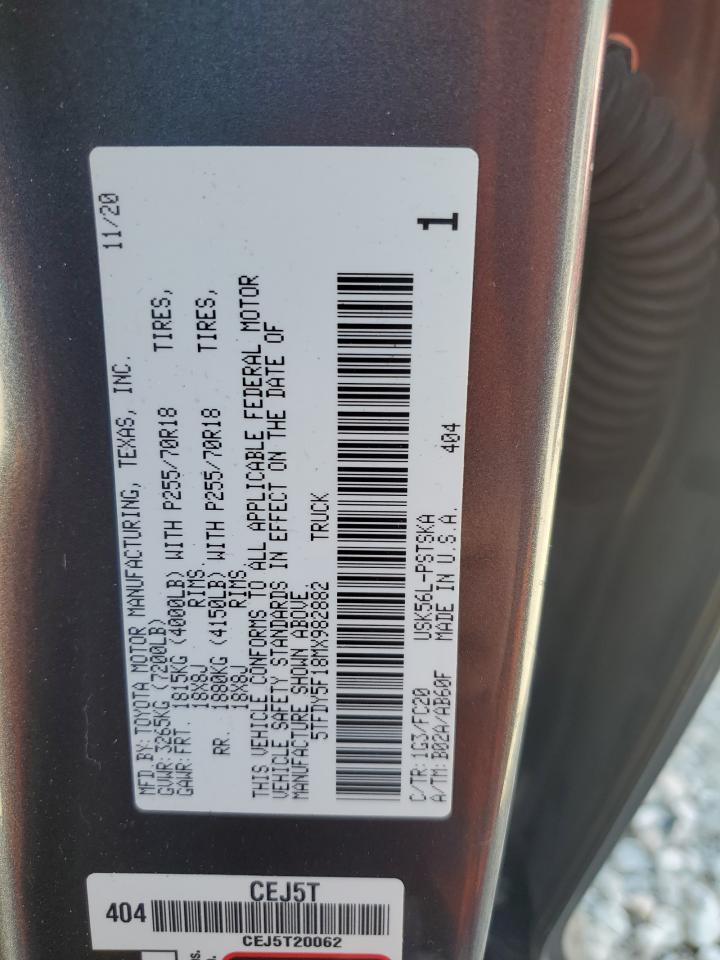 MFD.BY:TOYOTA MOTOR MANUFACTURING, TEXAS, INC. 11/20
GVWR:3265KG (7200LB)
GAWR:FRT. 1815KG (4000LB) WITH P255/70R18 TIRES,
18X8J RIMS.
RR. 1880KG (4150LB) WITH P255/70R18 TIRES,
18X8J RIMS.
THIS VEHICLE CONFORMS TO ALL APPLICABLE FEDERAL MOTOR
VEHICLE SAFETY STANDARDS IN EFFECT ON THE DATE OF
MANUFACTURE SHOWN ABOVE.
5TFDY5F18MX982882 TRUCK
1
C/TR:1G3/FC20 USK56L-PSTSKA 404
A/TM:B02A/AB60F MADE IN U.S.A.
CEJ5T
404
CEJ5T20062